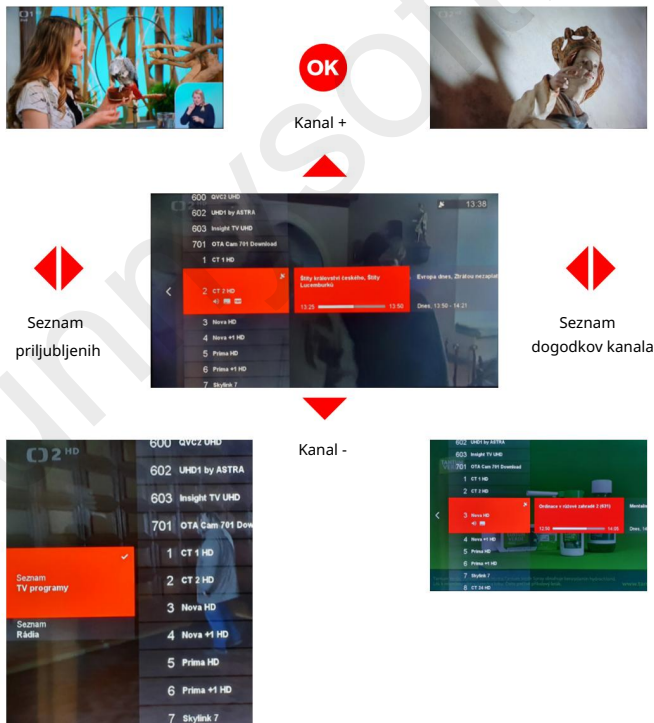 OK
Kanal +
600 QVC2 UHD
602 UHD1 by ASTRA
603 Insight TV UHD
701 OTA Cam 701 Download
1 CT 1 HD
2 CT 2 HD
3 Nova HD
4 Nova +1 HD
5 Prima HD
6 Prima +1 HD
7 Skylink 7
13:38
Štíty království českého, Štíty
Lucemburků
13:25 13:50
Evropa dnes, Ztrátou nezaplat
Dnes, 13:50 - 14:21
Seznam
priljubljenih
Seznam
dogodkov kanala
Kanal -
2 HD
600 QVC2 UHD
602 UHD1 by ASTRA
603 Insight TV UHD
701 OTA Cam 701 Dow
1 CT 1 HD
2 CT 2 HD
3 Nova HD
4 Nova +1 HD
5 Prima HD
6 Prima +1 HD
7 Skylink 7
Seznam
TV programy
Seznam
Rádia
602 UHD1 by ASTRA
603 Insight TV UHD
701 OTA Cam 701 Download
1 CT 1 HD
2 CT 2 HD
3 Nova HD
Ordinace v růžové zahradě 2 (631)
12:50 14:05
Dnes, 14
4 Nova +1 HD
5 Prima HD
6 Prima +1 HD
7 Skylink 7
8 CT 24 HD